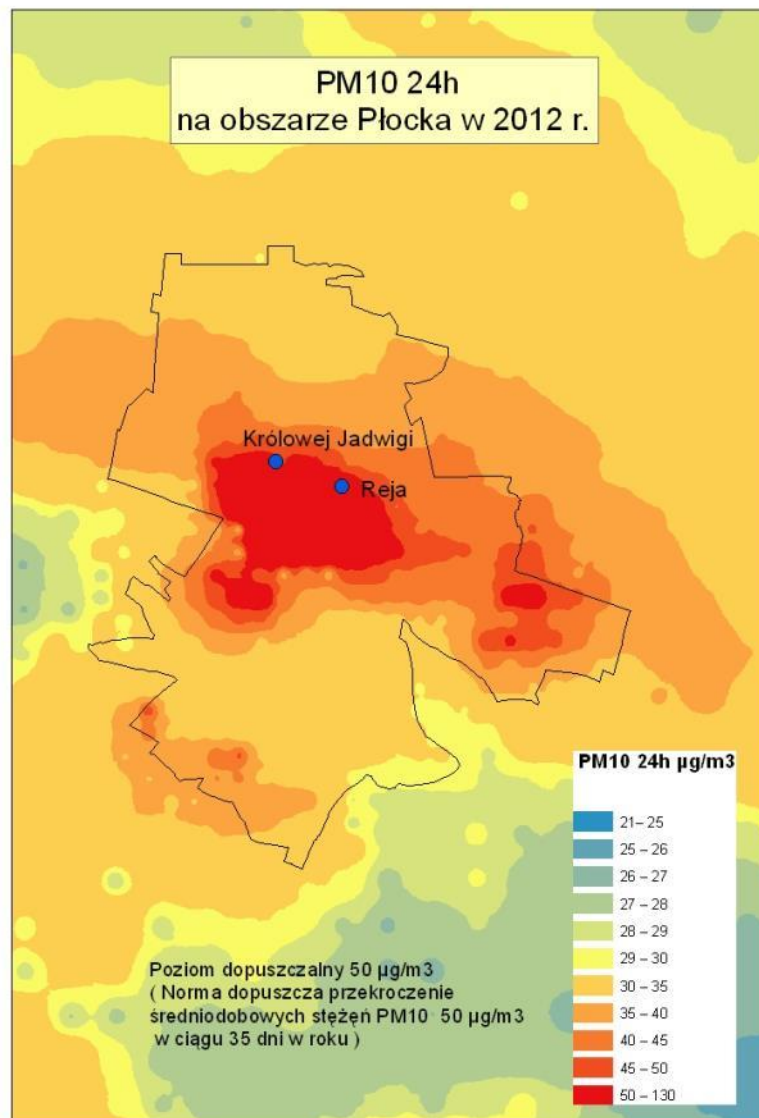 PM10 24h
na obszarze Płocka w 2012 r.
Królowej Jadwigi
Reja
PM10 24h µg/m3
21 – 25
25 – 26
26 – 27
27 – 28
28 – 29
29 – 30
30 – 35
35 – 40
40 – 45
45 – 50
50 – 130
Poziom dopuszczalny 50 µg/m3
( Norma dopuszcza przekroczenie
średniodobowych stężeń PM10 50 µg/m3
w ciągu 35 dni w roku )